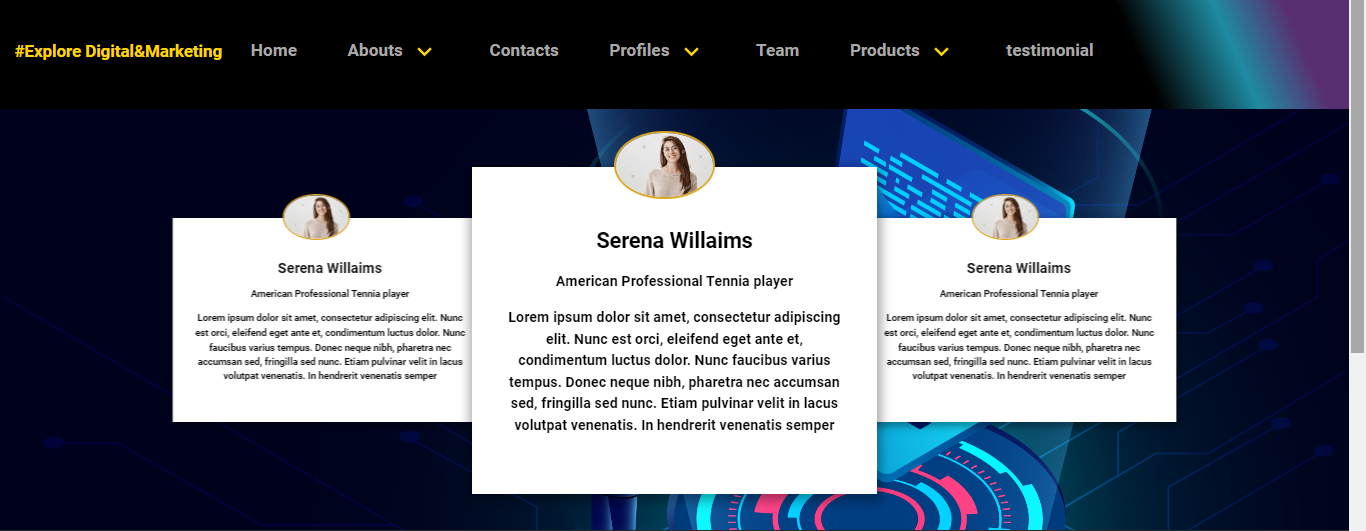 #Explore Digital&Marketing Home Abouts Contacts Profiles Team Products testimonial
Serena Willaims
American Professional Tennia player
Lorem ipsum dolor sit amet, consectetur adipiscing elit. Nunc
est orci, eleifend eget ante et, condimentum luctus dolor. Nunc
faucibus varius tempus. Donec neque nibh, pharetra nec
accumsan sed, fringilla sed nunc. Etiam pulvinar velit in lacus
volutpat venenatis. In hendrerit venenatis semper
Serena Willaims
American Professional Tennia player
Lorem ipsum dolor sit amet, consectetur adipiscing
elit. Nunc est orci, eleifend eget ante et,
condimentum luctus dolor. Nunc faucibus varius
tempus. Donec neque nibh, pharetra nec accumsan
sed, fringilla sed nunc. Etiam pulvinar velit in lacus
volutpat venenatis. In hendrerit venenatis semper
Serena Willaims
American Professional Tennia player
Lorem ipsum dolor sit amet, consectetur adipiscing elit. Nunc
est orci, eleifend eget ante et, condimentum luctus dolor. Nunc
faucibus varius tempus. Donec neque nibh, pharetra nec
accumsan sed, fringilla sed nunc. Etiam pulvinar velit in lacus
volutpat venenatis. In hendrerit venenatis semper